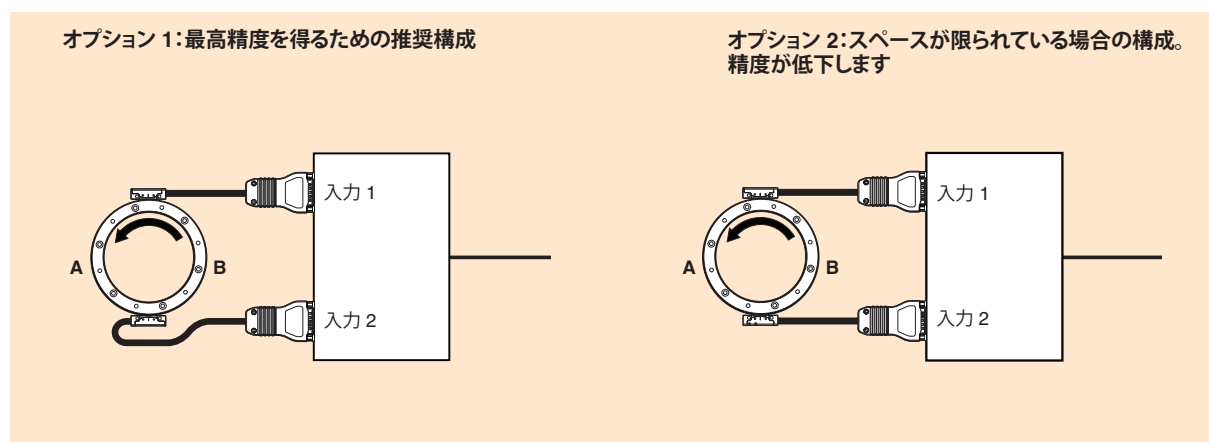 オプション 1：最高精度を得るための推奨構成
オプション 2：スペースが限られている場合の構成。
精度が低下します
入力 1
A
B
入力 2
入力 1
A
B
入力 2